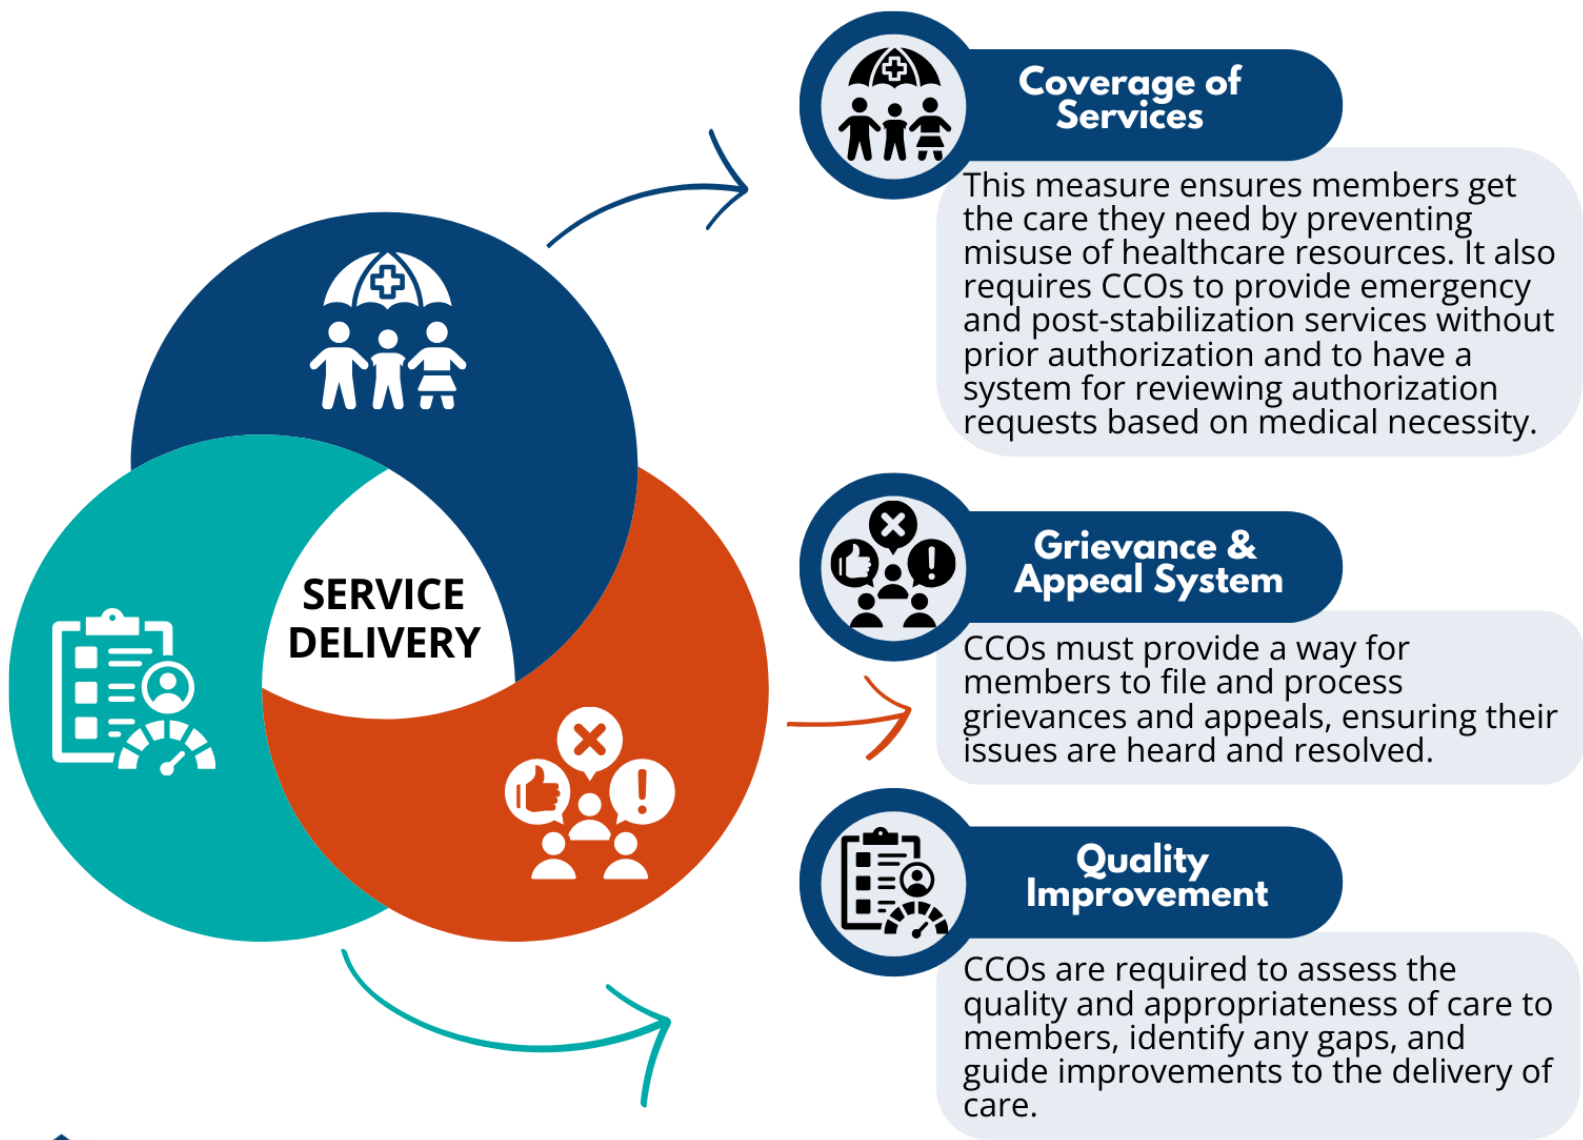 SERVICE
DELIVERY
Coverage of
Services
This measure ensures members get
the care they need by preventing
misuse of healthcare resources. It also
requires CCOs to provide emergency
and post-stabilization services without
prior authorization and to have a
system for reviewing authorization
requests based on medical necessity.
Grievance &
Appeal System
CCOs must provide a way for
members to file and process
grievances and appeals, ensuring their
issues are heard and resolved.
Quality
Improvement
CCOs are required to assess the
quality and appropriateness of care to
members, identify any gaps, and
guide improvements to the delivery of
care.